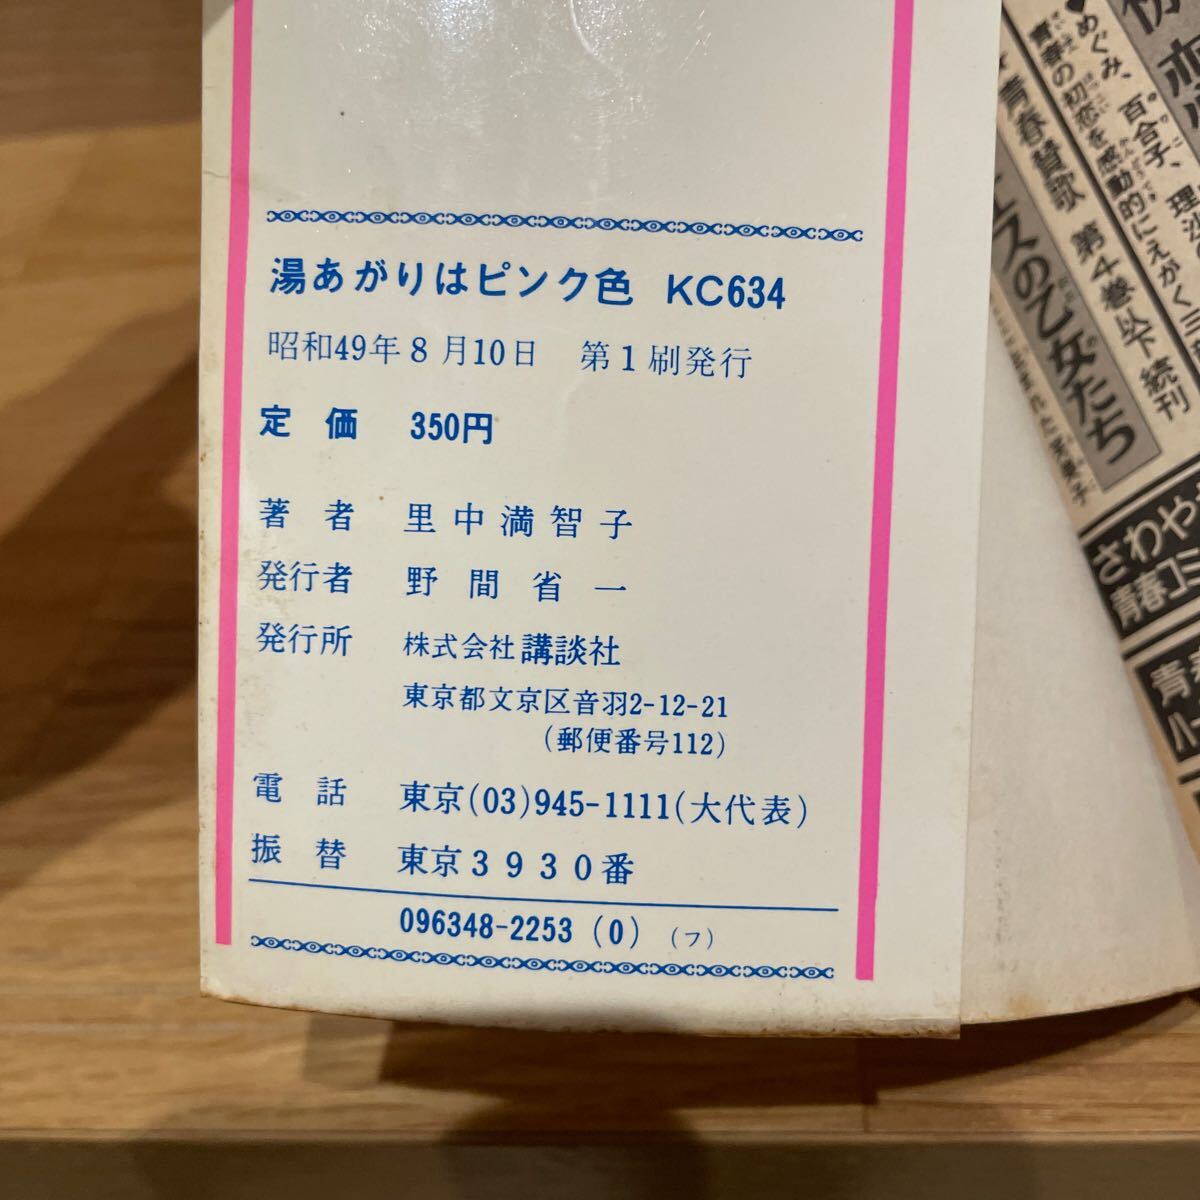 湯あがりはピンク色 KC634
昭和49年8月10日 第1刷発行
定価 350円
著者 里中満智子
発行者 野間省一
発行所 株式会社講談社
東京都文京区音羽2-12-21
(郵便番号112)
電話 東京(03)945-1111(大代表)
振替 東京3930番
096348-2253 (0) (フ)
めぐみ、百合子、理沙
青春の初恋を感動的にえがく三
青春賛歌 第4巻以下続刊
スの乙女たち
さわや
青春コミ
青春